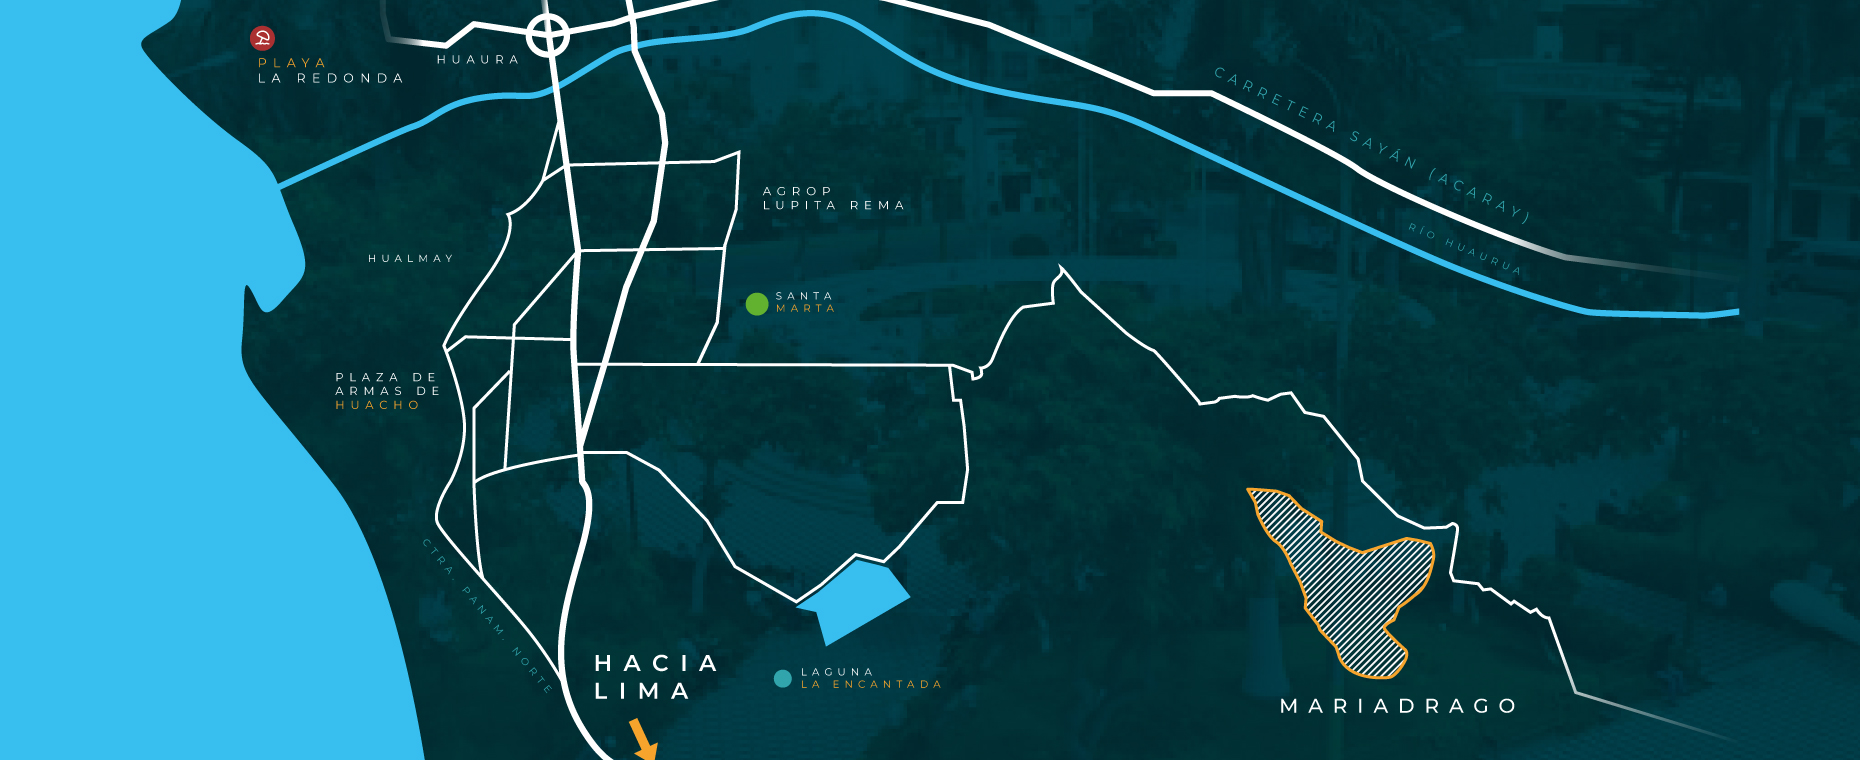 PLAYA
LA REDONDA
HUAURA
CARRETERA SAYÁN (ACARAY)
AGROP
LUPITA REMA
RÍO HUAURUA
HUALMAY
SANTA
MARTA
PLAZA DE
ARMAS DE
HUACHO
CTRA. PANAM. NORTE
HACIA
LIMA
LAGUNA
LA ENCANTADA
MARIADRAGO